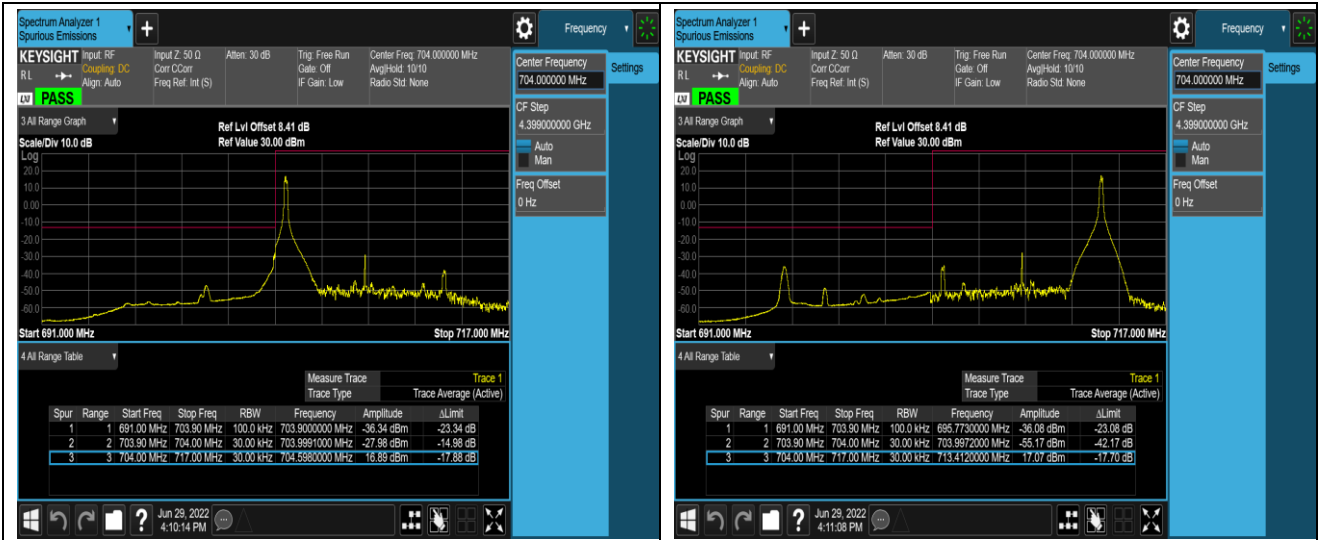 Spectrum Analyzer 1
Spurious Emissions
+
Frequency
KEYSIGHT Input: RF Input Z: 50 Ω Atten: 30 dB Trig: Free Run Center Freq: 704.000000 MHz
RL Coupling: DC Corr CCorr Gate: Off Avg|Hold: 10/10
Align: Auto Freq Ref: Int (S) IF Gain: Low Radio Std: None
LXI PASS
Center Frequency
704.000000 MHz
Settings
CF Step
4.399000000 GHz
Auto
Man
Freq Offset
0 Hz
3 All Range Graph
Ref Lvl Offset 8.41 dB
Scale/Div 10.0 dB Ref Value 30.00 dBm
Log
20.0
10.0
0.00
-10.0
-20.0
-30.0
-40.0
-50.0
-60.0
Start 691.000 MHz Stop 717.000 MHz
4 All Range Table
Measure Trace Trace 1
Trace Type Trace Average (Active)
Spur Range Start Freq Stop Freq RBW Frequency Amplitude ΔLimit
1 1 691.00 MHz 703.90 MHz 100.0 kHz 703.9000000 MHz -36.34 dBm -23.34 dB
2 2 703.90 MHz 704.00 MHz 30.00 kHz 703.9991000 MHz -27.98 dBm -14.98 dB
3 3 704.00 MHz 717.00 MHz 30.00 kHz 704.5980000 MHz 16.89 dBm -17.88 dB
?
Jun 29, 2022
4:10:14 PM
Spectrum Analyzer 1
Spurious Emissions
+
Frequency
KEYSIGHT Input: RF Input Z: 50 Ω Atten: 30 dB Trig: Free Run Center Freq: 704.000000 MHz
RL Coupling: DC Corr CCorr Gate: Off Avg|Hold: 10/10
Align: Auto Freq Ref: Int (S) IF Gain: Low Radio Std: None
LXI PASS
Center Frequency
704.000000 MHz
Settings
CF Step
4.399000000 GHz
Auto
Man
Freq Offset
0 Hz
3 All Range Graph
Ref Lvl Offset 8.41 dB
Scale/Div 10.0 dB Ref Value 30.00 dBm
Log
20.0
10.0
0.00
-10.0
-20.0
-30.0
-40.0
-50.0
-60.0
Start 691.000 MHz Stop 717.000 MHz
4 All Range Table
Measure Trace Trace 1
Trace Type Trace Average (Active)
Spur Range Start Freq Stop Freq RBW Frequency Amplitude ΔLimit
1 1 691.00 MHz 703.90 MHz 100.0 kHz 695.7730000 MHz -36.08 dBm -23.08 dB
2 2 703.90 MHz 704.00 MHz 30.00 kHz 703.9972000 MHz -55.17 dBm -42.17 dB
3 3 704.00 MHz 717.00 MHz 30.00 kHz 713.4120000 MHz 17.07 dBm -17.70 dB
?
Jun 29, 2022
4:11:08 PM